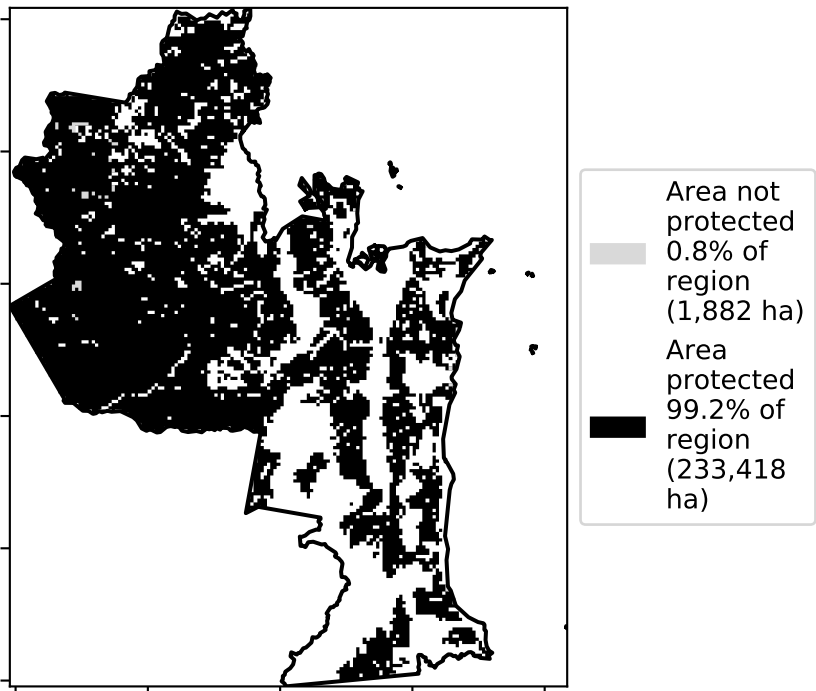 Area not
protected
0.8% of
region
(1,882 ha)
Area
protected
99.2% of
region
(233,418
ha)